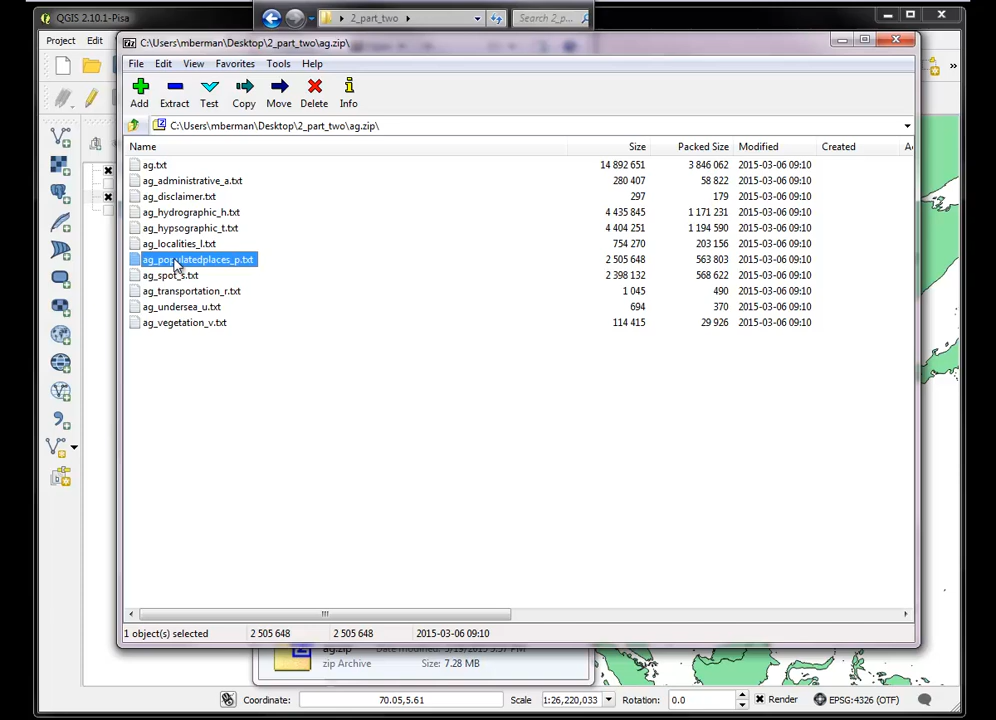 QGIS 2.10.1-Pisa
2_part_two
Search 2_p...
Project Edit
C:\Users\mberman\Desktop\2_part_two\ag.zip\
File Edit View Favorites Tools Help
Add Extract Test Copy Move Delete Info
C:\Users\mberman\Desktop\2_part_two\ag.zip\
Name Size Packed Size Modified Created
ag.txt 14 892 651 3 846 062 2015-03-06 09:10
ag_administrative_a.txt 280 407 58 822 2015-03-06 09:10
ag_disclaimer.txt 297 179 2015-03-06 09:10
ag_hydrographic_h.txt 4 435 845 1 171 231 2015-03-06 09:10
ag_hypsographic_t.txt 4 404 251 1 194 590 2015-03-06 09:10
ag_localities_l.txt 754 270 203 156 2015-03-06 09:10
ag_populatedplaces_p.txt 2 505 648 563 803 2015-03-06 09:10
ag_spot_s.txt 2 398 132 568 622 2015-03-06 09:10
ag_transportation_r.txt 1 045 490 2015-03-06 09:10
ag_undersea_u.txt 694 370 2015-03-06 09:10
ag_vegetation_v.txt 114 415 29 926 2015-03-06 09:10
1 object(s) selected 2 505 648 2 505 648 2015-03-06 09:10
zip Archive Size: 7.28 MB
Coordinate: 70.05,5.61 Scale 1:26,220,033 Rotation: 0.0 Render EPSG:4326 (OTF)